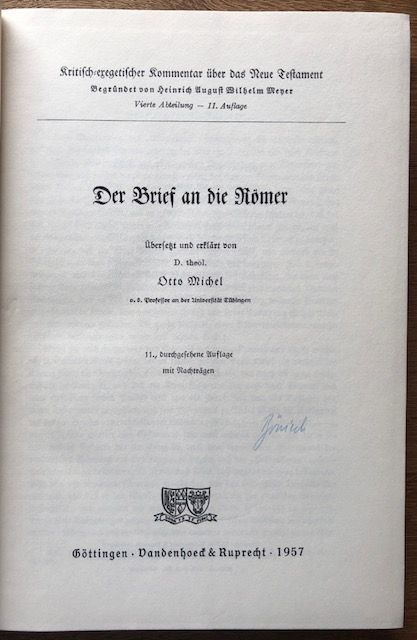 Kritisch-exegetischer Kommentar über das Neue Testament
Begründet von Heinrich August Wilhelm Meyer
Vierte Abteilung — 11. Auflage
Der Brief an die Römer
Übersetzt und erklärt von
D. theol.
Otto Michel
o. ö. Professor an der Universität Tübingen
11., durchgesehene Auflage
mit Nachträgen
Göttingen · Vandenhoeck & Ruprecht · 1957